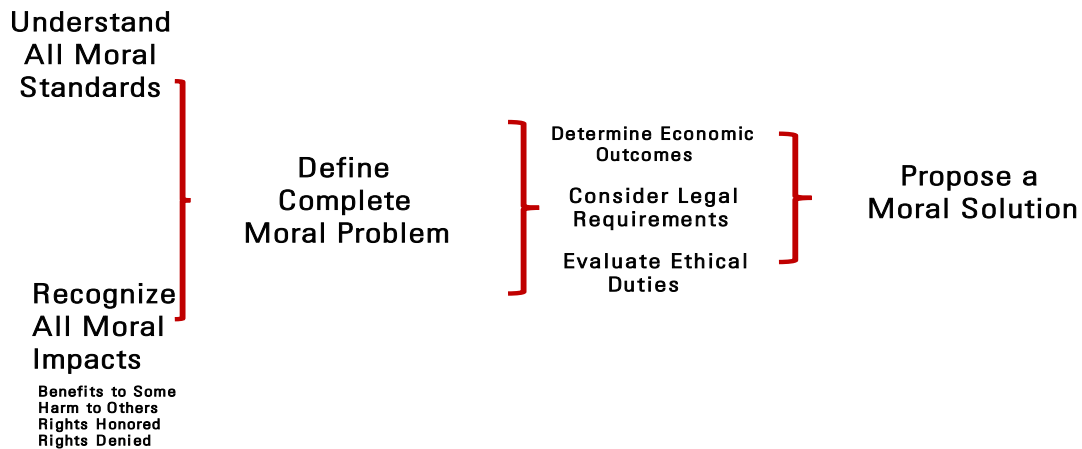 Understand
All Moral
Standards
Recognize
All Moral
Impacts
Benefits to Some
Harm to Others
Rights Honored
Rights Denied
Define
Complete
Moral Problem
Determine Economic
Outcomes
Consider Legal
Requirements
Evaluate Ethical
Duties
Propose a
Moral Solution